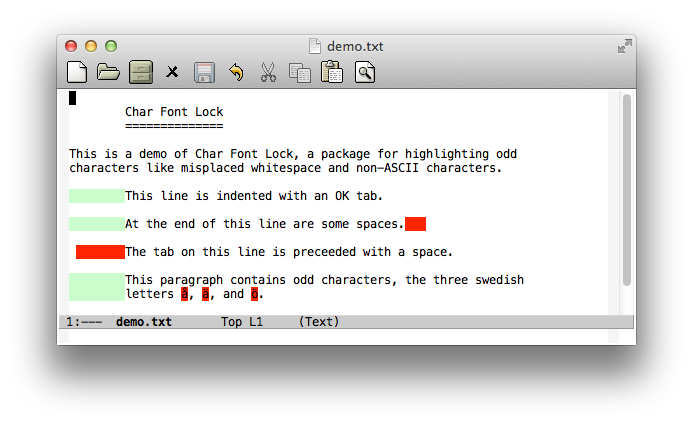 demo.txt
Char Font Lock
==============
This is a demo of Char Font Lock, a package for highlighting odd
characters like misplaced whitespace and non-ASCII characters.
This line is indented with an OK tab.
At the end of this line are some spaces.
The tab on this line is preceeded with a space.
This paragraph contains odd characters, the three swedish
letters å, ä, and ö.
1:--- demo.txt Top L1 (Text)